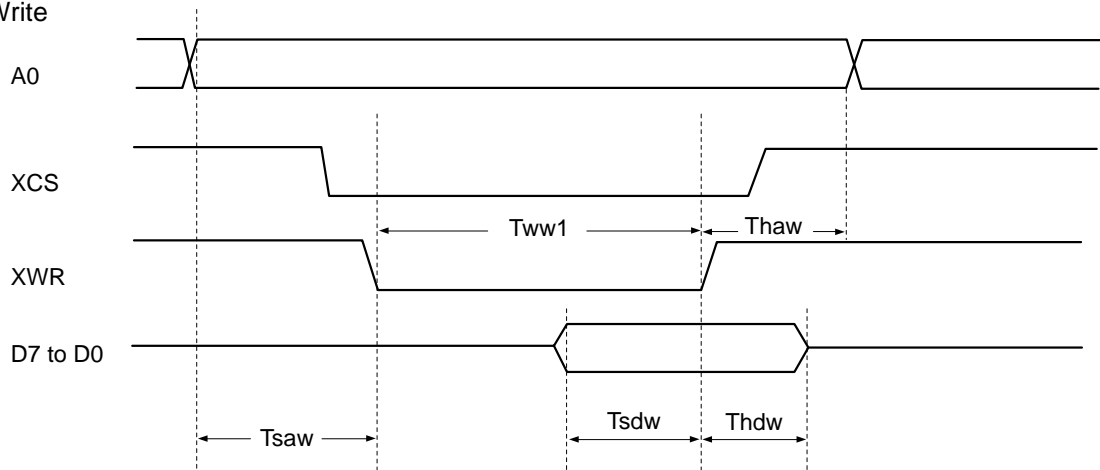 Write
A0
XCS
Tww1
Thaw
XWR
D7 to D0
Tsdw
Thdw
Tsaw